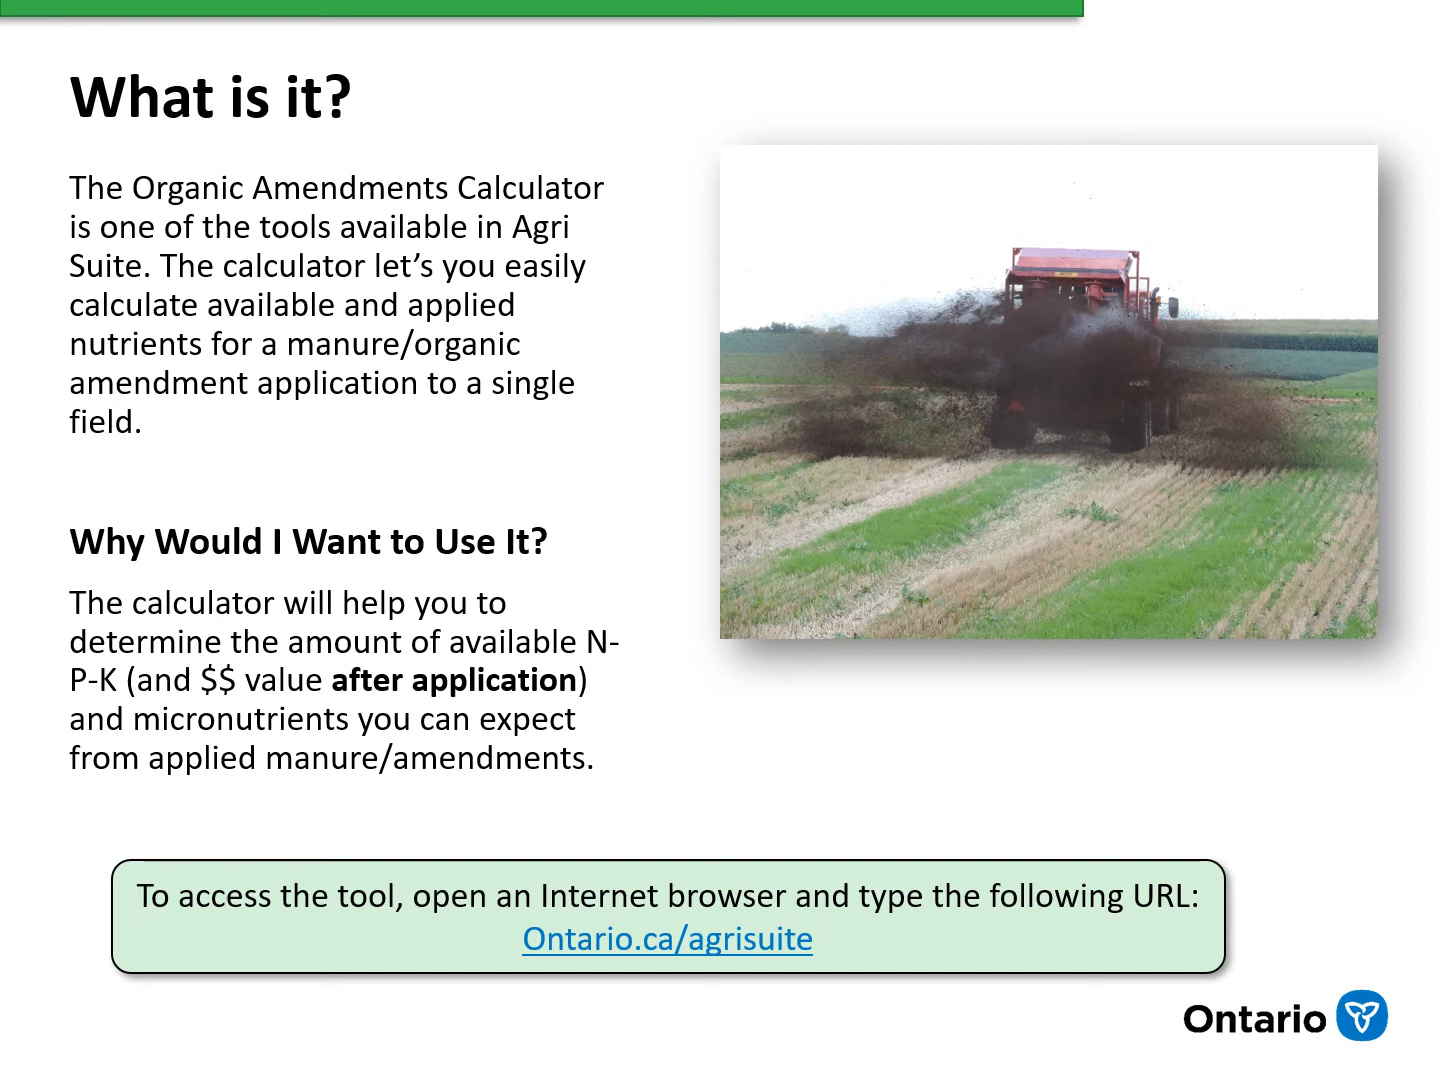 What is it?
The Organic Amendments Calculator
is one of the tools available in Agri
Suite. The calculator let’s you easily
calculate available and applied
nutrients for a manure/organic
amendment application to a single
field.
Why Would I Want to Use It?
The calculator will help you to
determine the amount of available N-
P-K (and $$ value after application)
and micronutrients you can expect
from applied manure/amendments.
To access the tool, open an Internet browser and type the following URL:
Ontario.ca/agrisuite
Ontario